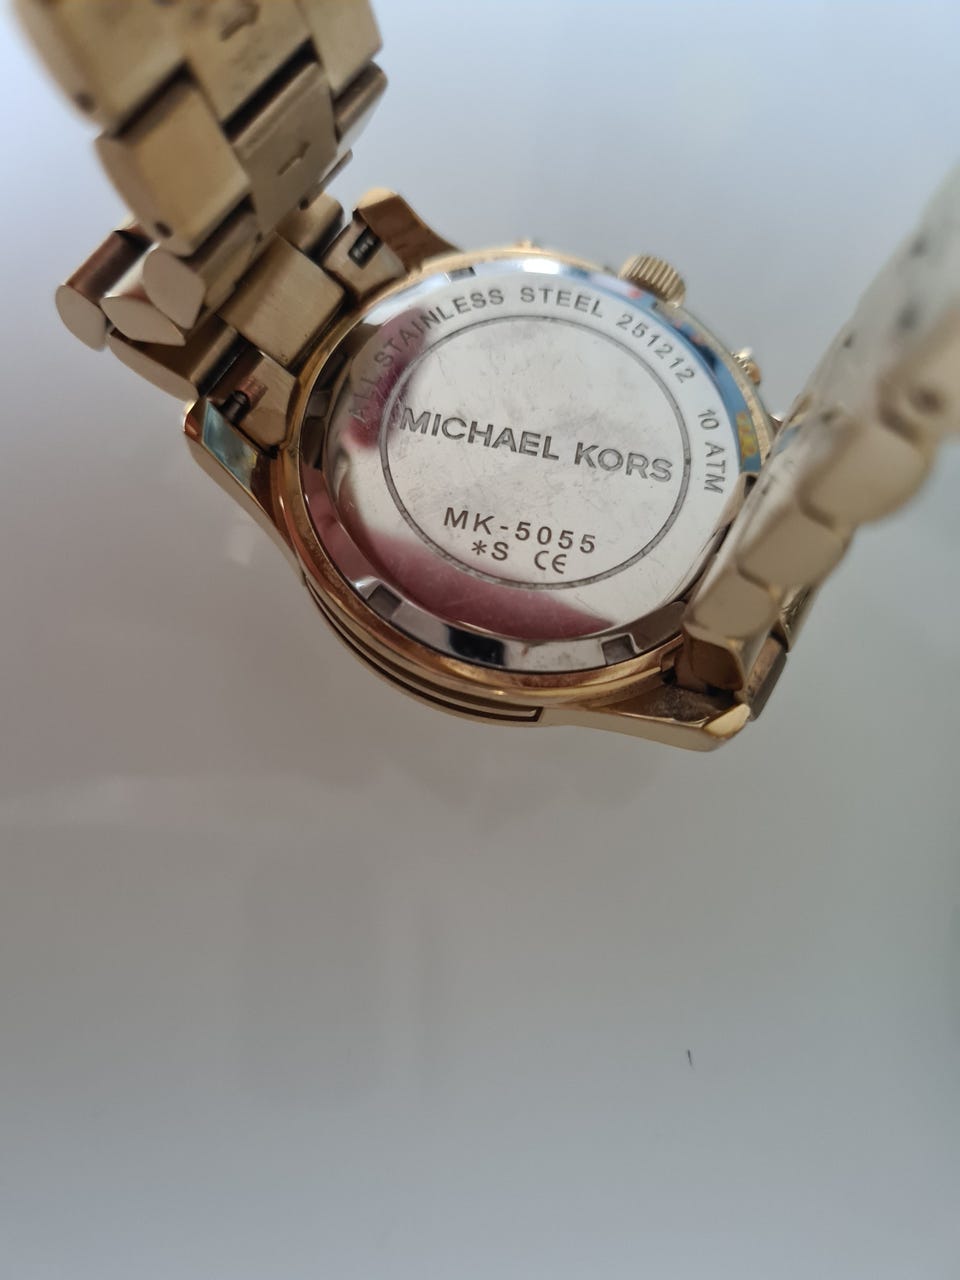 ALL STAINLESS STEEL 251212 10 ATM
MICHAEL KORS
MK-5055
*S CE